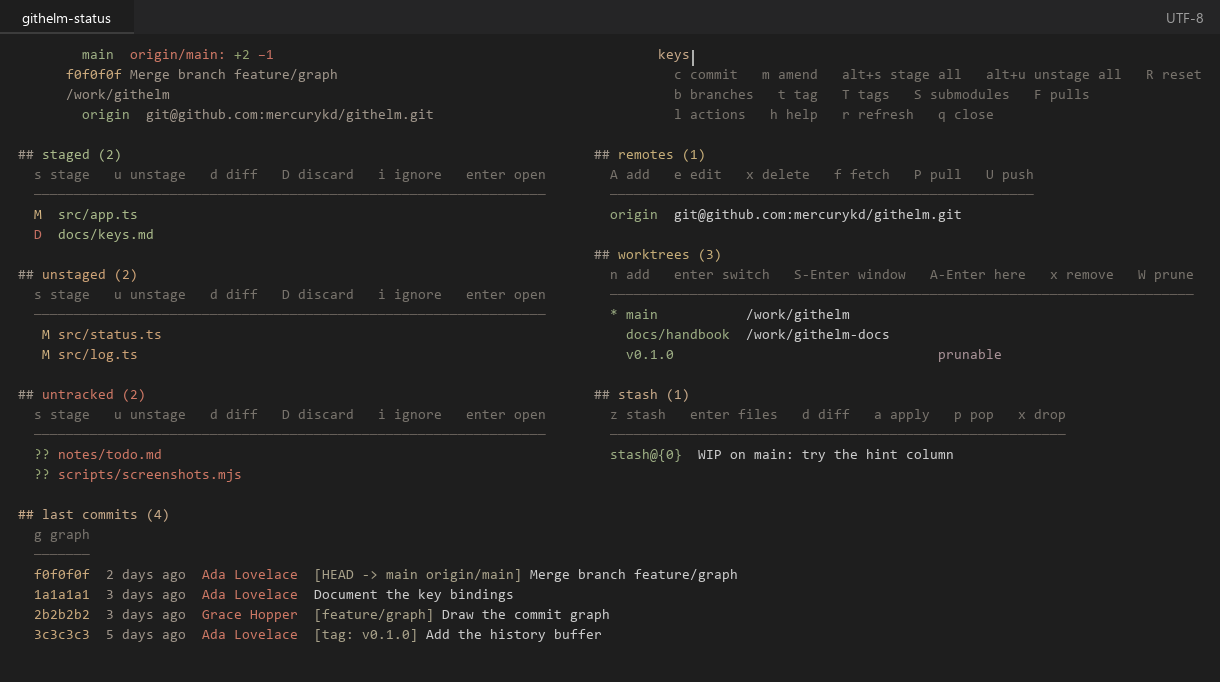 githelm-status
UTF-8
main  origin/main: +2 −1
f0f0f0f Merge branch feature/graph
/work/githelm
origin  git@github.com:mercurykd/githelm.git
keys
c commit   m amend   alt+s stage all   alt+u unstage all   R reset
b branches   t tag   T tags   S submodules   F pulls
l actions   h help   r refresh   q close
## staged (2)
s stage   u unstage   d diff   D discard   i ignore   enter open
M  src/app.ts
D  docs/keys.md
## unstaged (2)
s stage   u unstage   d diff   D discard   i ignore   enter open
M src/status.ts
M src/log.ts
## untracked (2)
s stage   u unstage   d diff   D discard   i ignore   enter open
?? notes/todo.md
?? scripts/screenshots.mjs
## remotes (1)
A add   e edit   x delete   f fetch   P pull   U push
origin  git@github.com:mercurykd/githelm.git
## worktrees (3)
n add   enter switch   S-Enter window   A-Enter here   x remove   W prune
* main           /work/githelm
docs/handbook  /work/githelm-docs
v0.1.0                                 prunable
## stash (1)
z stash   enter files   d diff   a apply   p pop   x drop
stash@{0}  WIP on main: try the hint column
## last commits (4)
g graph
f0f0f0f  2 days ago  Ada Lovelace  [HEAD -> main origin/main] Merge branch feature/graph
1a1a1a1  3 days ago  Ada Lovelace  Document the key bindings
2b2b2b2  3 days ago  Grace Hopper  [feature/graph] Draw the commit graph
3c3c3c3  5 days ago  Ada Lovelace  [tag: v0.1.0] Add the history buffer